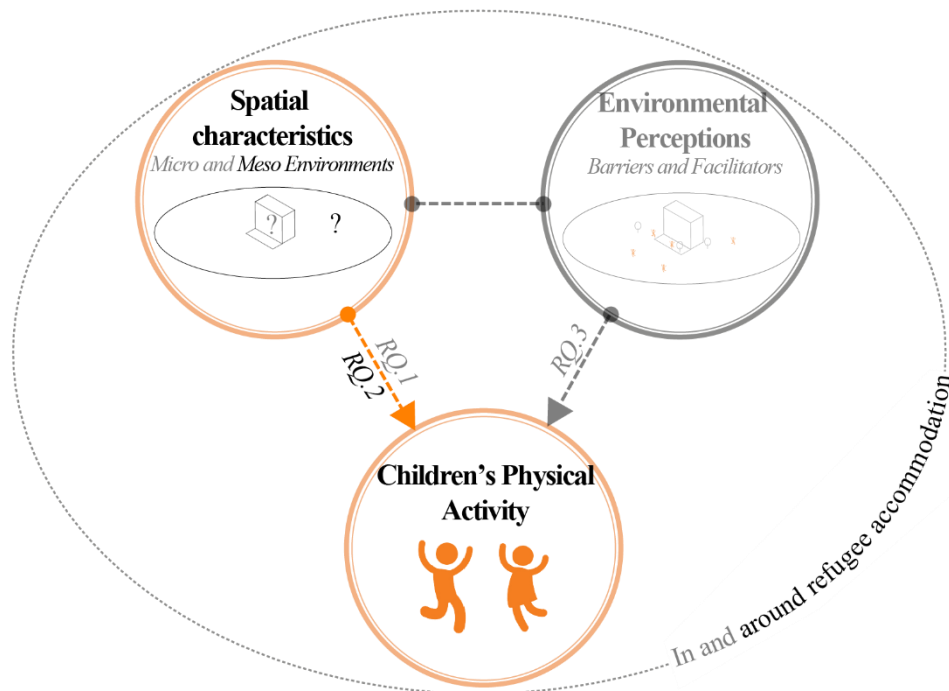 Spatial
characteristics
Micro and Meso Environments
?
?
Environmental
Perceptions
Barriers and Facilitators
RQ.1
RQ.2
RQ.3
Children’s Physical
Activity
In and around refugee accommodation